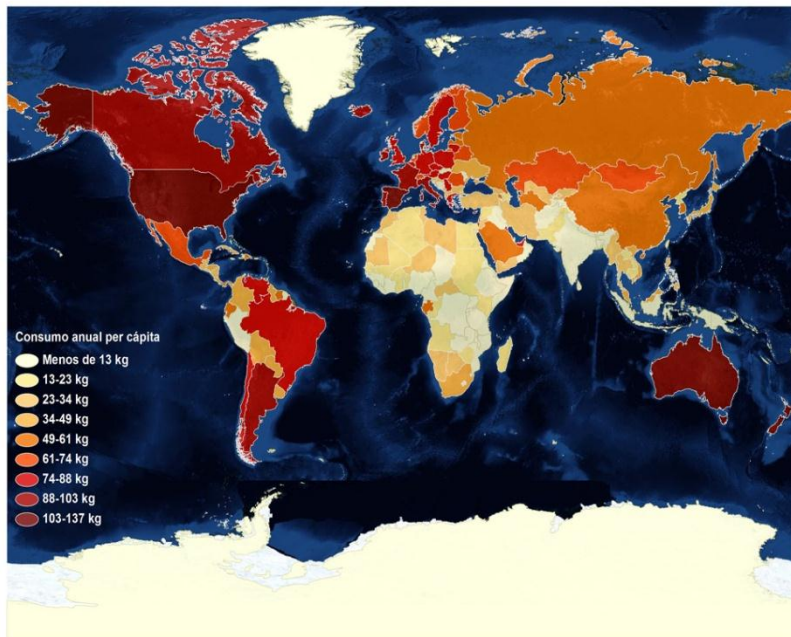 Consumo anual per cápita
Menos de 13 kg
13-23 kg
23-34 kg
34-49 kg
49-61 kg
61-74 kg
74-88 kg
88-103 kg
103-137 kg